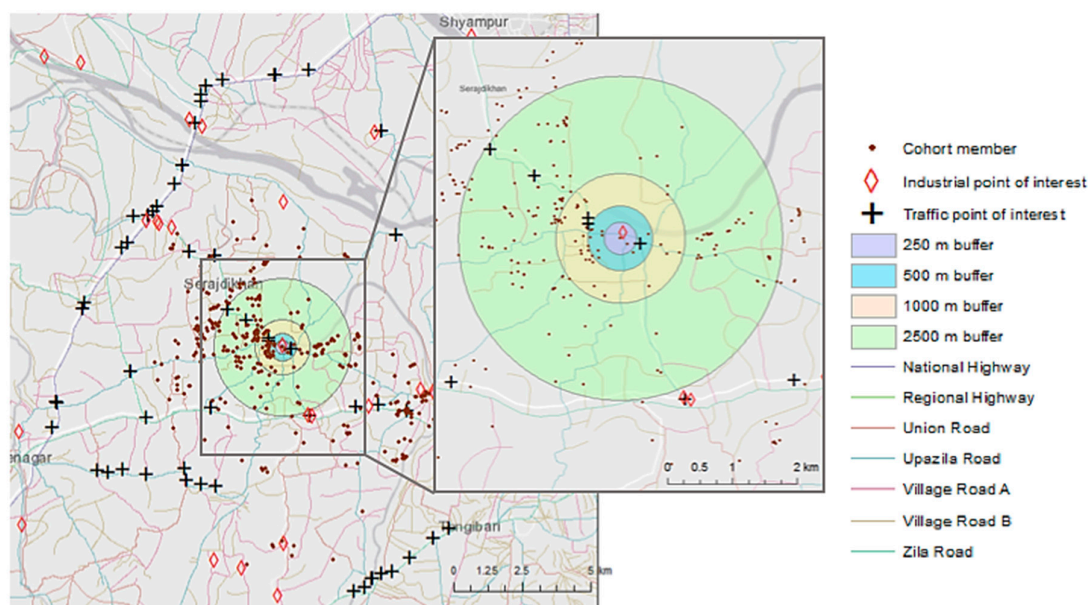 Shyampur
Serajdikhan
Serajdikhan
enagar
Tongibari
0 0.5 1 2 km
0 1.25 2.5 5 km
Cohort member
Industrial point of interest
Traffic point of interest
250 m buffer
500 m buffer
1000 m buffer
2500 m buffer
National Highway
Regional Highway
Union Road
Upazila Road
Village Road A
Village Road B
Zila Road